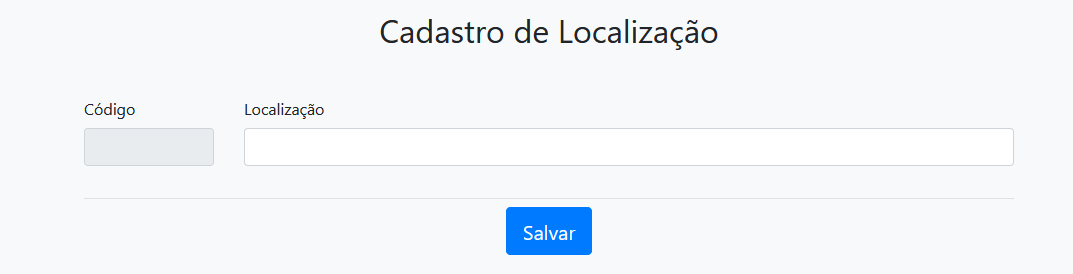 Cadastro de Localização
Código
Localização
Salvar